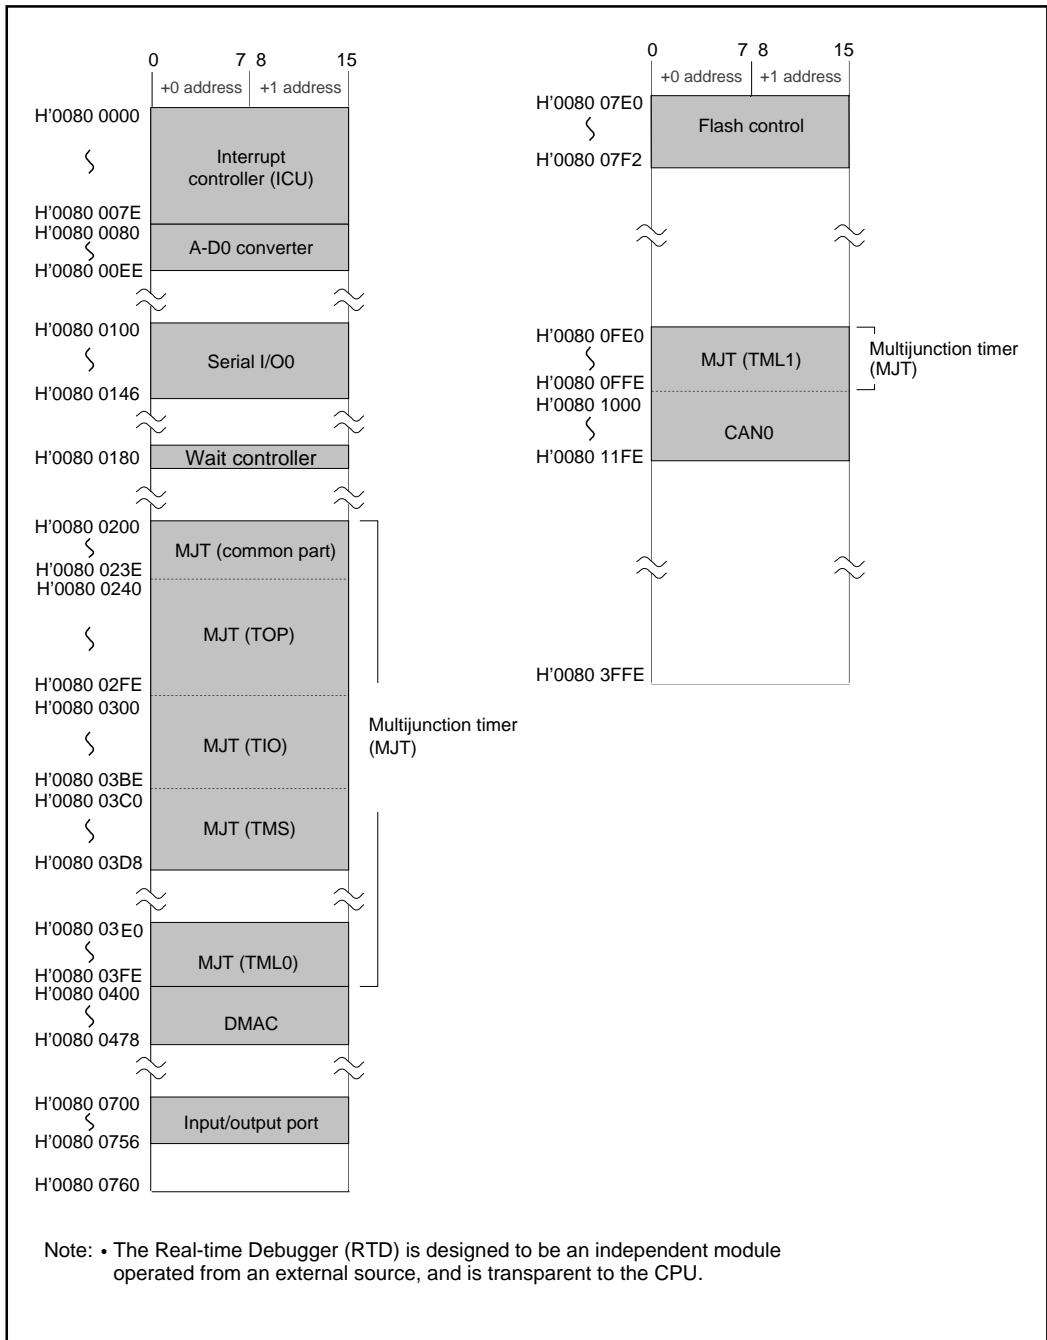 0 7 8 15
+0 address +1 address
H'0080 0000
Interrupt
controller (ICU)
H'0080 007E
H'0080 0080
A-D0 converter
H'0080 00EE
H'0080 0100
Serial I/O0
H'0080 0146
H'0080 0180
Wait controller
H'0080 0200
MJT (common part)
H'0080 023E
H'0080 0240
MJT (TOP)
H'0080 02FE
H'0080 0300
Multijunction timer
(MJT)
MJT (TIO)
H'0080 03BE
H'0080 03C0
MJT (TMS)
H'0080 03D8
H'0080 03E0
MJT (TML0)
H'0080 03FE
H'0080 0400
DMAC
H'0080 0478
H'0080 0700
Input/output port
H'0080 0756
H'0080 0760
0 7 8 15
+0 address +1 address
H'0080 07E0
Flash control
H'0080 07F2
H'0080 0FE0
MJT (TML1)
Multijunction timer
(MJT)
H'0080 0FFE
H'0080 1000
CAN0
H'0080 11FE
H'0080 3FFE
Note: • The Real-time Debugger (RTD) is designed to be an independent module
operated from an external source, and is transparent to the CPU.